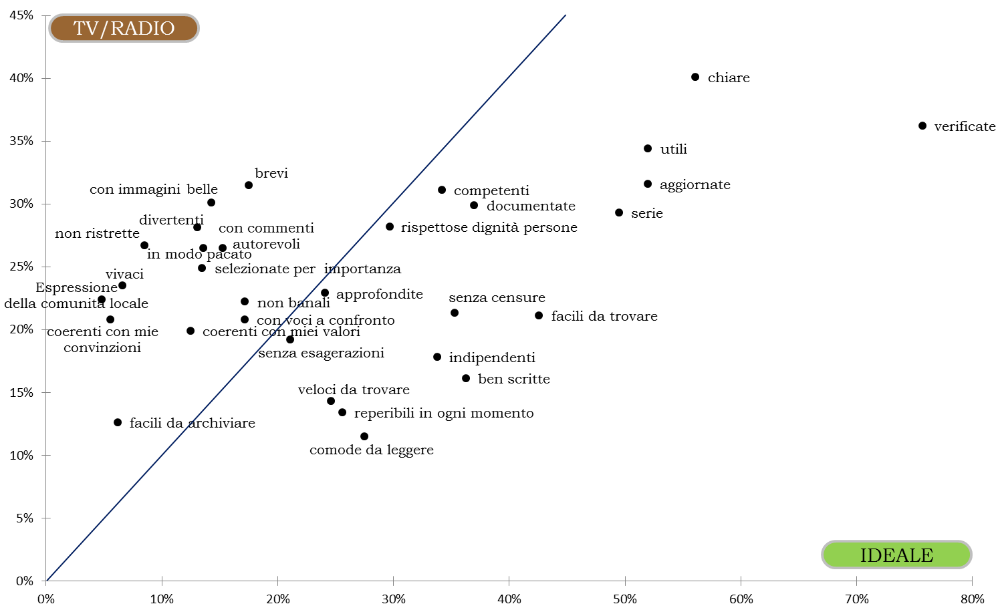 45%
TV/RADIO
40%
chiare
35%
verificate
utili
brevi
con immagini belle
aggiornate
30%
competenti
documentate
serie
divertenti
con commenti
rispettose dignità persone
non ristrette
autorevoli
in modo pacato
25%
selezionate per importanza
vivaci
Espressione
approfondite
senza censure
della comunità locale
non banali
facili da trovare
con voci a confronto
20%
coerenti con mie
coerenti con miei valori
convinzioni
senza esagerazioni
indipendenti
ben scritte
15%
veloci da trovare
reperibili in ogni momento
facili da archiviare
10%
comode da leggere
5%
IDEALE
0%
0% 10% 20% 30% 40% 50% 60% 70% 80%